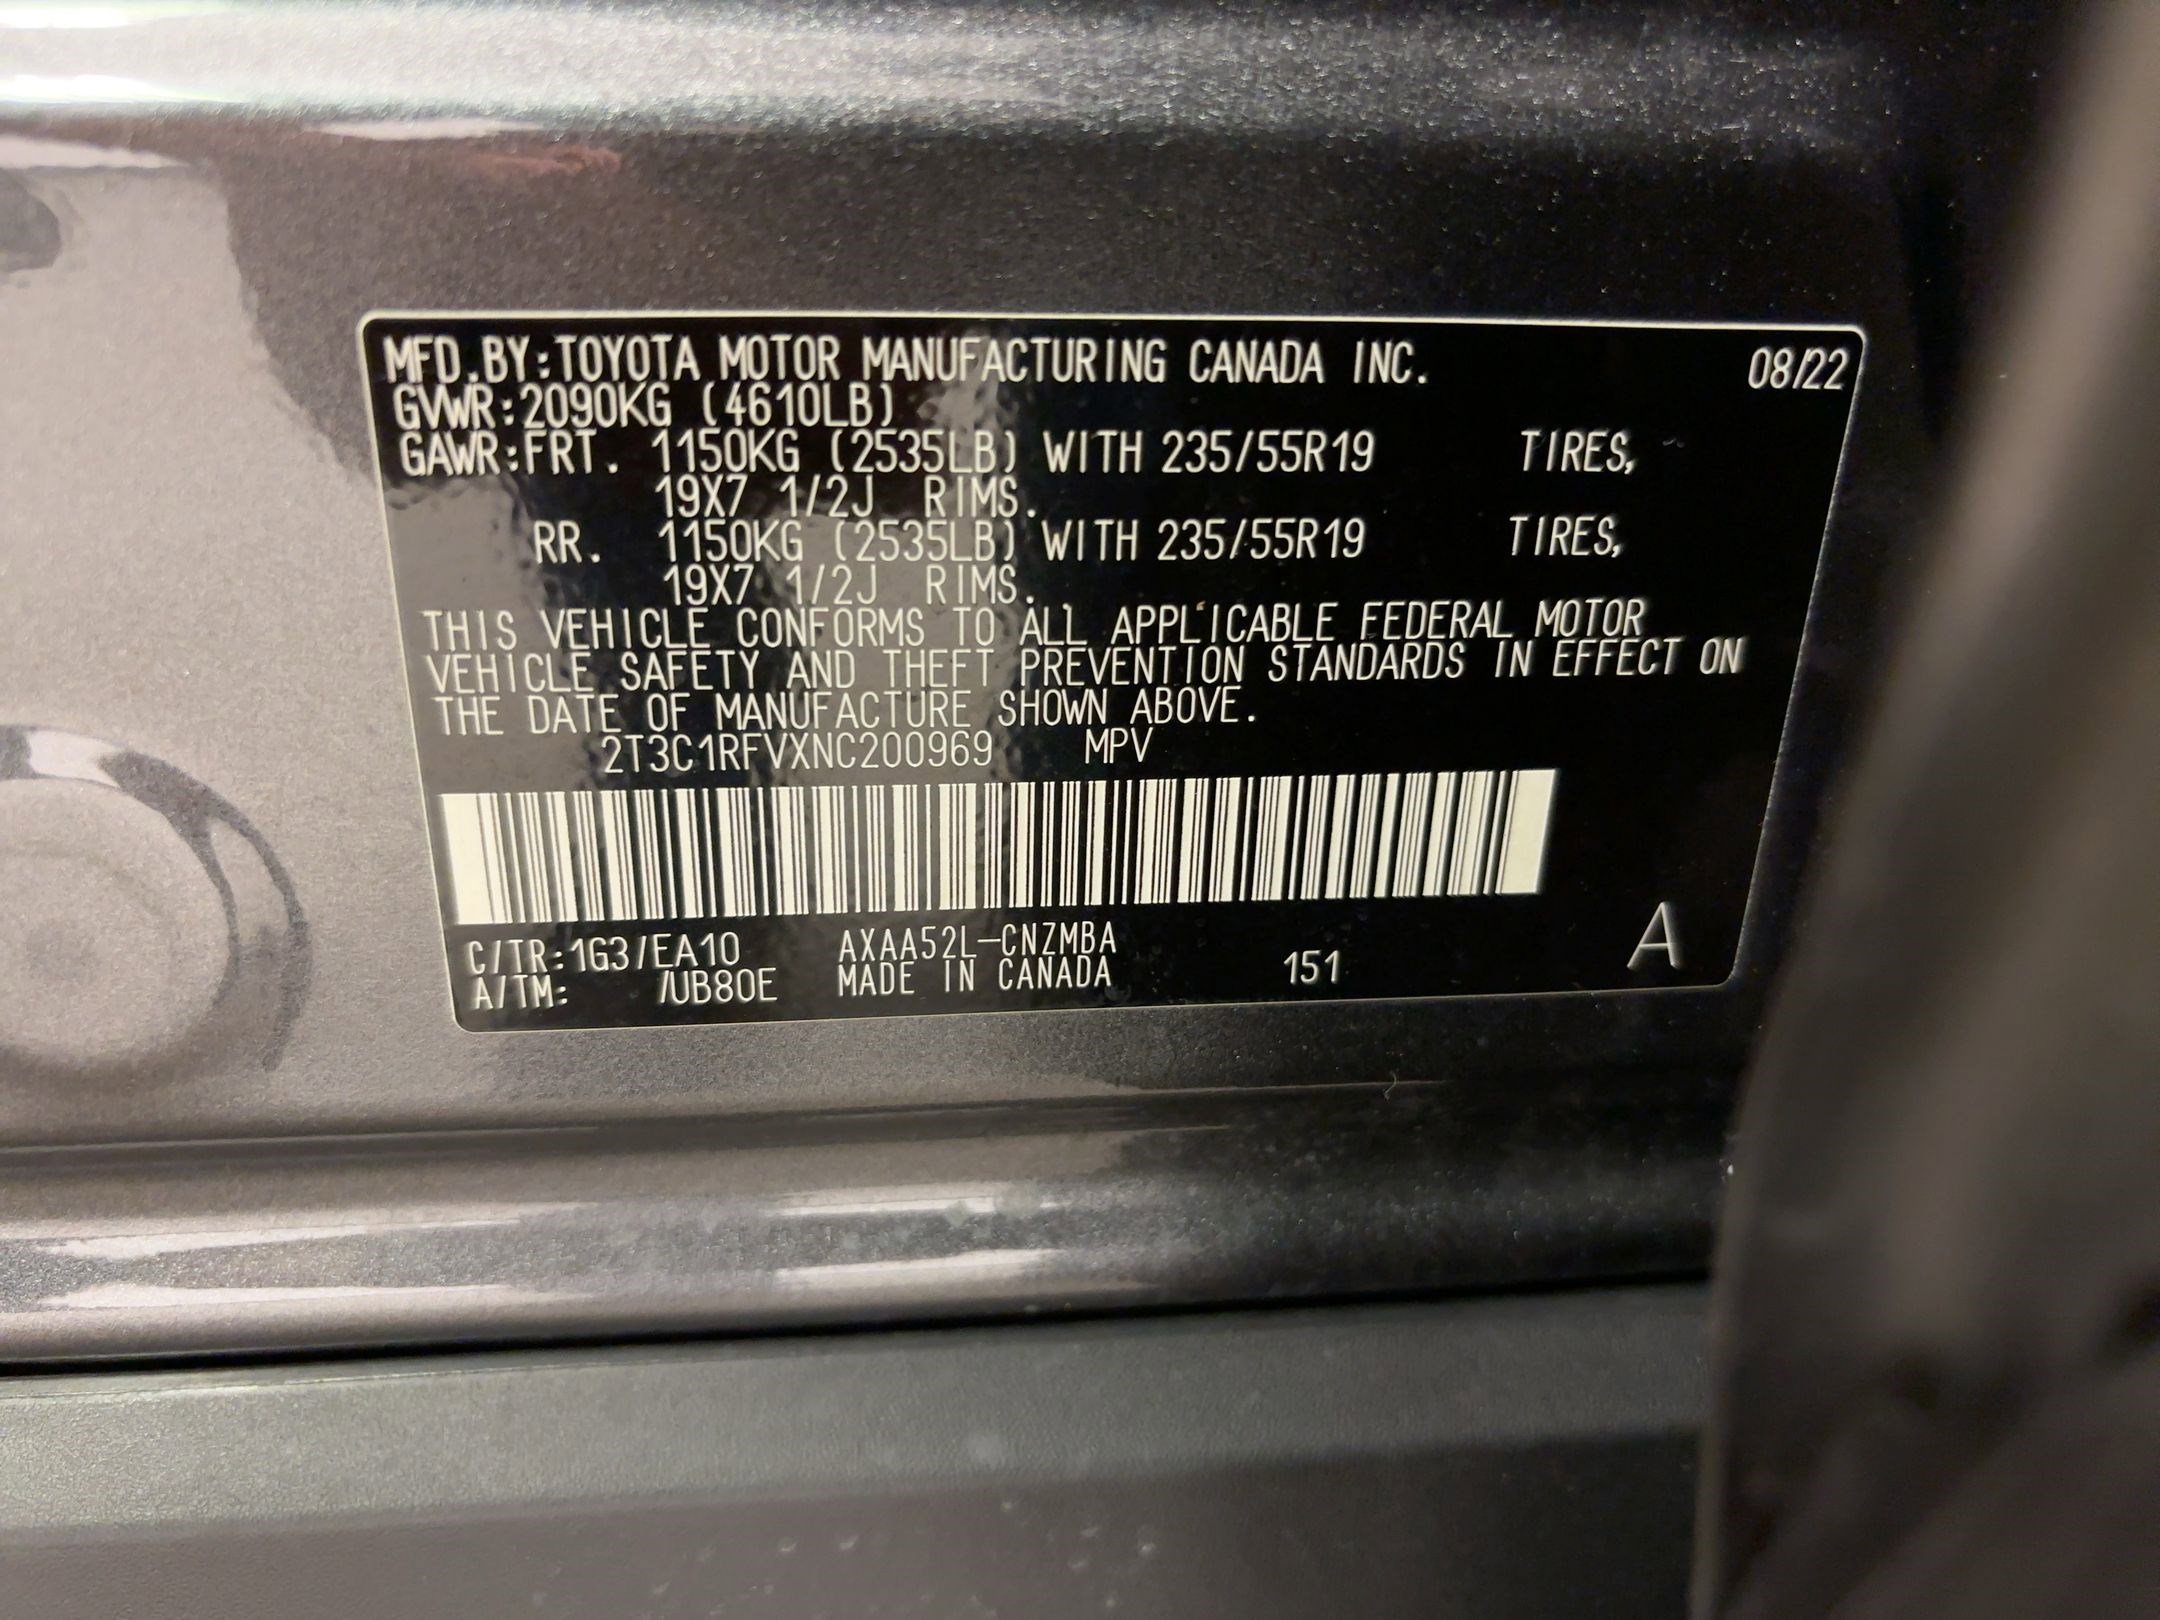 MFD.BY:TOYOTA MOTOR MANUFACTURING CANADA INC. 08/22
GVWR:2090KG (4610LB)
GAWR:FRT. 1150KG (2535LB) WITH 235/55R19 TIRES,
19X7 1/2J RIMS.
RR. 1150KG (2535LB) WITH 235/55R19 TIRES,
19X7 1/2J RIMS.
THIS VEHICLE CONFORMS TO ALL APPLICABLE FEDERAL MOTOR
VEHICLE SAFETY AND THEFT PREVENTION STANDARDS IN EFFECT ON
THE DATE OF MANUFACTURE SHOWN ABOVE.
2T3C1RFVXNC200969 MPV
C/TR:1G3/EA10 AXAA52L-CNZMBA
A/TM: /UB80E MADE IN CANADA 151 A